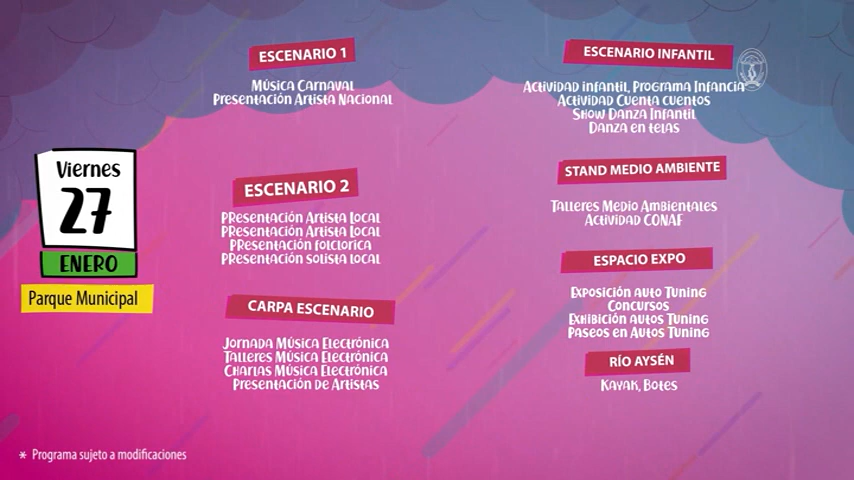 Viernes
27
ENERO
Parque Municipal
ESCENARIO 1
Música Carnaval
Presentación Artista Nacional
ESCENARIO 2
Presentación Artista Local
Presentación Artista Local
Presentación folclorica
Presentación solista local
CARPA ESCENARIO
Jornada Música Electrónica
Talleres Música Electrónica
Charlas Música Electrónica
Presentación de Artistas
ESCENARIO INFANTIL
Actividad infantil, Programa Infancia
Actividad Cuenta cuentos
Show Danza Infantil
Danza en telas
STAND MEDIO AMBIENTE
Talleres Medio Ambientales
Actividad CONAF
ESPACIO EXPO
Exposición auto Tuning
Concursos
Exhibición autos Tuning
Paseos en Autos Tuning
RÍO AYSÉN
Kayak, Botes
* Programa sujeto a modificaciones